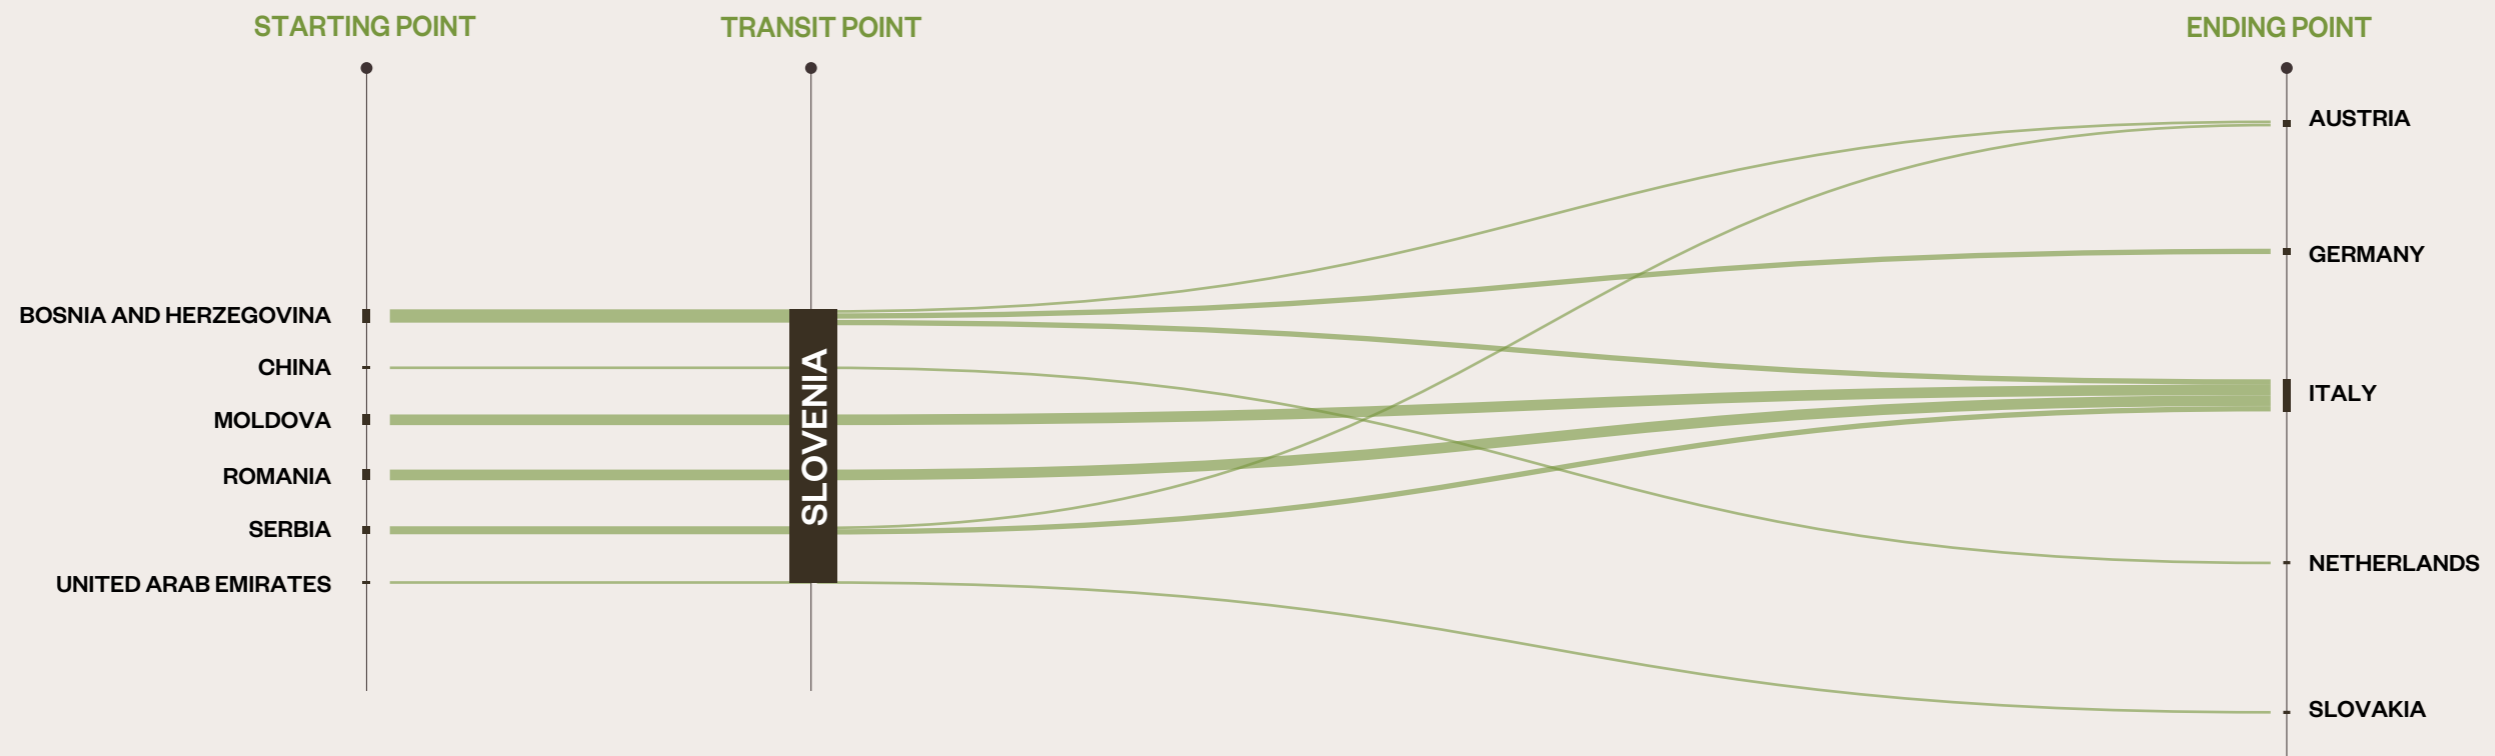 STARTING POINT
TRANSIT POINT
ENDING POINT
BOSNIA AND HERZEGOVINA
CHINA
MOLDOVA
ROMANIA
SERBIA
UNITED ARAB EMIRATES
SLOVENIA
AUSTRIA
GERMANY
ITALY
NETHERLANDS
SLOVAKIA